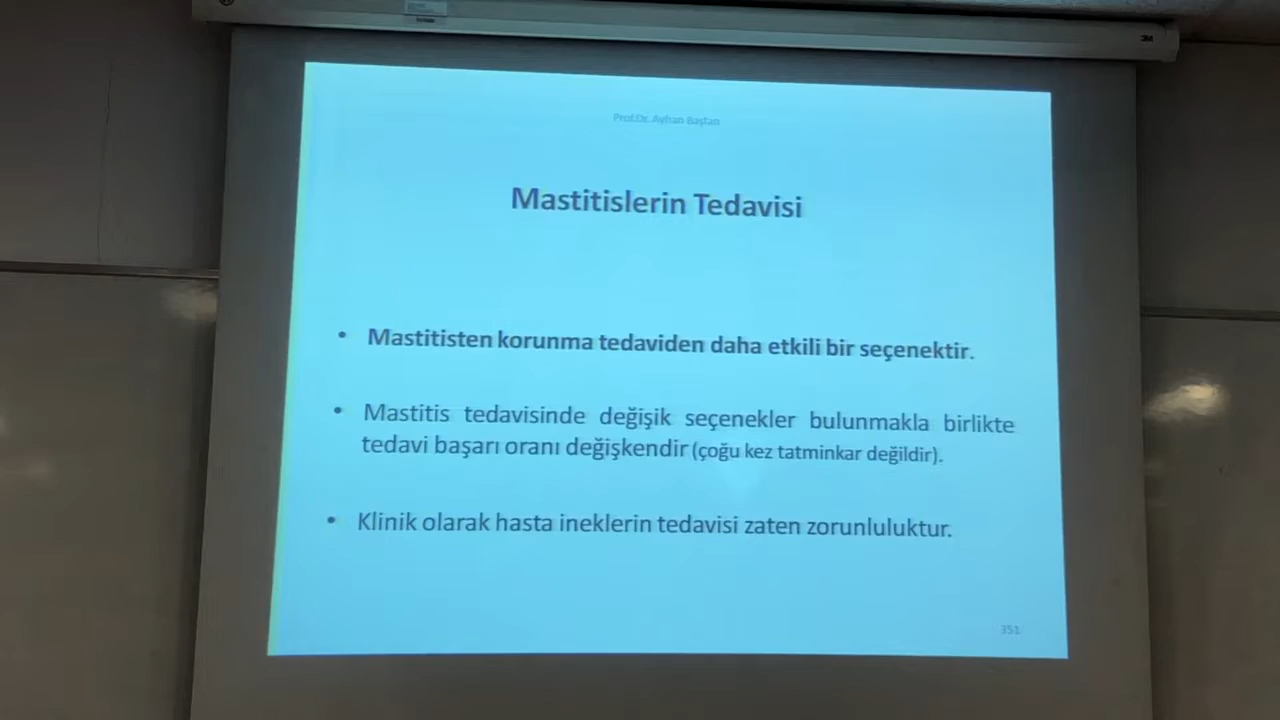 Prof.Dr. Ayhan Baştan
Mastitislerin Tedavisi
• Mastitisten korunma tedaviden daha etkili bir seçenektir.
• Mastitis tedavisinde değişik seçenekler bulunmakla birlikte
tedavi başarı oranı değişkendir (çoğu kez tatminkar değildir).
• Klinik olarak hasta ineklerin tedavisi zaten zorunluluktur.
351
3M